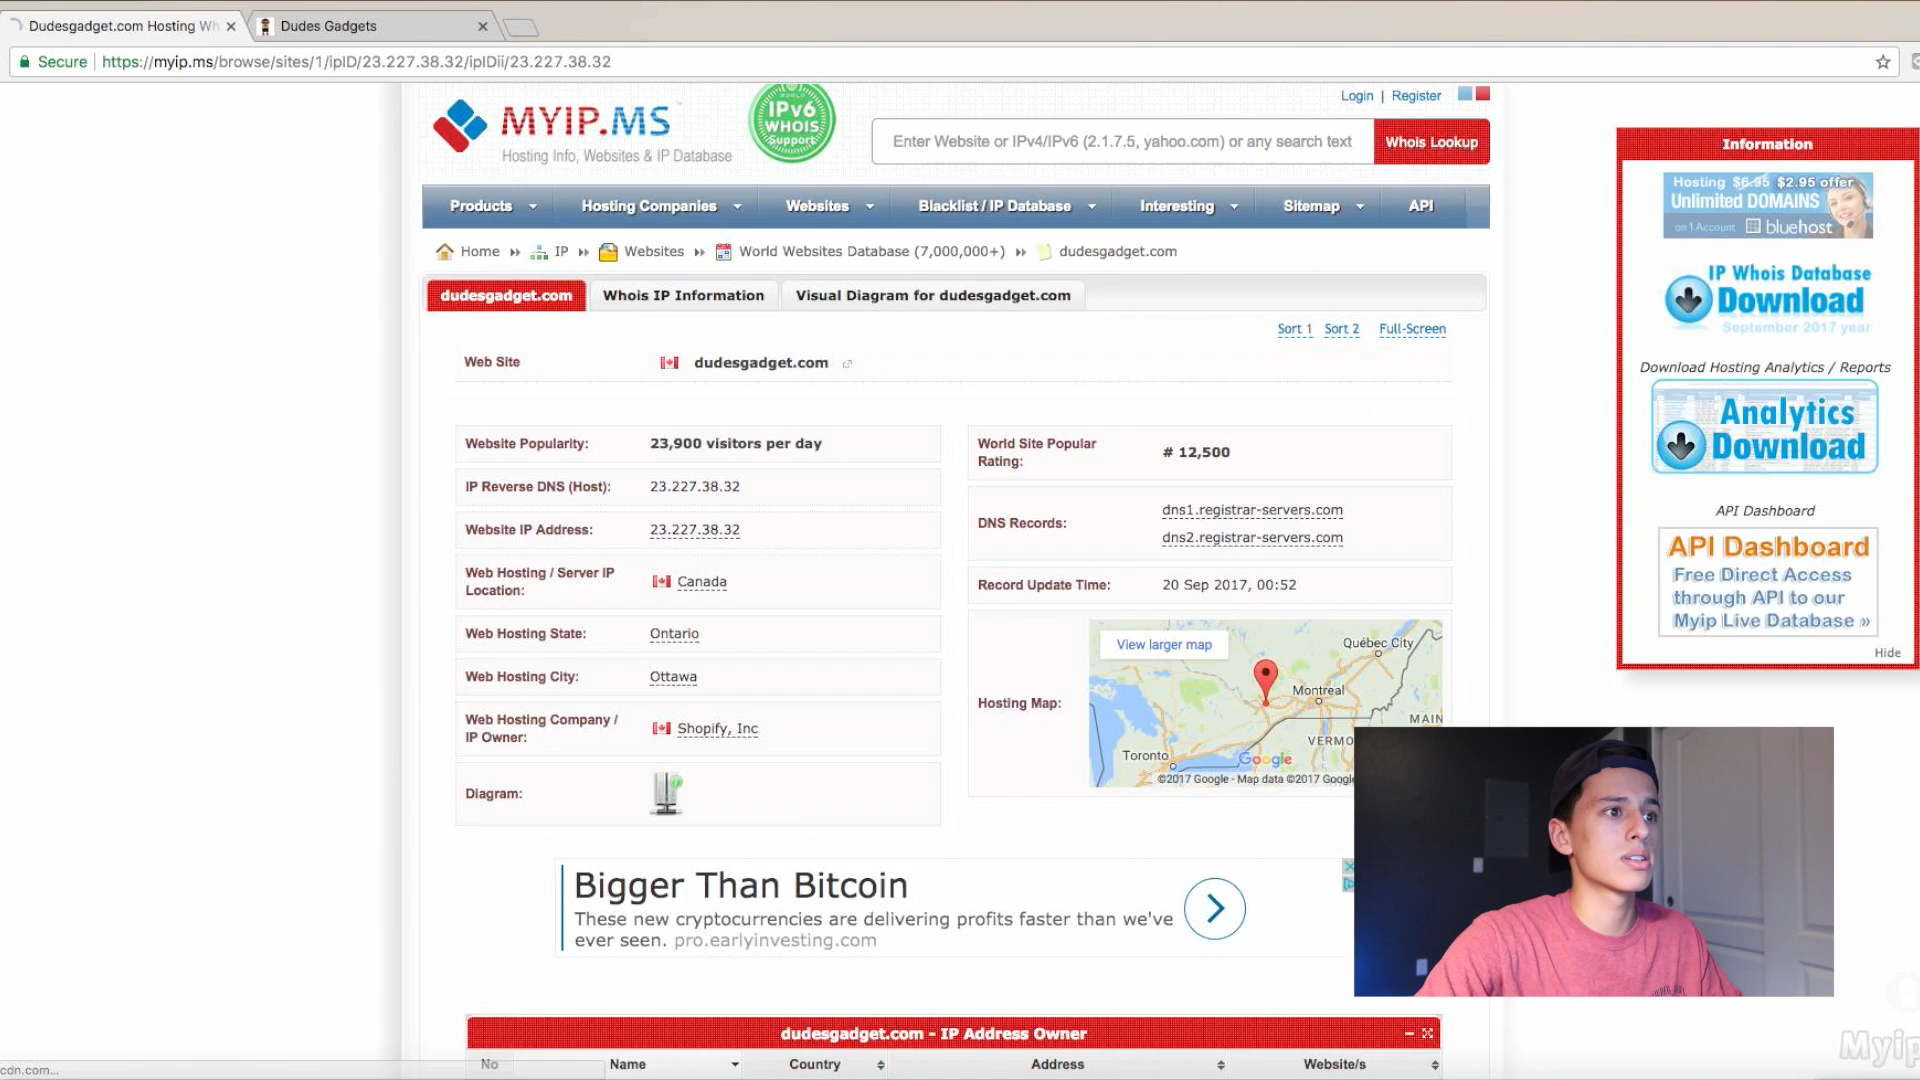 Dudesgadget.com Hosting Wh
Dudes Gadgets
Secure
https://myip.ms/browse/sites/1/ipID/23.227.38.32/ipIDii/23.227.38.32
MYIP.MS
Hosting Info, Websites & IP Database
WORLD
IPv6
WHOIS
Support
Login | Register
Enter Website or IPv4/IPv6 (2.1.7.5, yahoo.com) or any search text
Whois Lookup
Products
Hosting Companies
Websites
Blacklist / IP Database
Interesting
Sitemap
API
Home » IP » Websites » World Websites Database (7,000,000+) » dudesgadget.com
dudesgadget.com
Whois IP Information
Visual Diagram for dudesgadget.com
Sort 1 Sort 2 Full-Screen
Web Site
dudesgadget.com
Website Popularity:
23,900 visitors per day
IP Reverse DNS (Host):
23.227.38.32
Website IP Address:
23.227.38.32
Web Hosting / Server IP
Location:
Canada
Web Hosting State:
Ontario
Web Hosting City:
Ottawa
Web Hosting Company /
IP Owner:
Shopify, Inc
Diagram:
World Site Popular
Rating:
# 12,500
DNS Records:
dns1.registrar-servers.com
dns2.registrar-servers.com
Record Update Time:
20 Sep 2017, 00:52
Hosting Map:
View larger map
Québec City
Montreal
MAIN
VERMO
Toronto
Google
©2017 Google - Map data ©2017 Google
Information
Hosting $6.95 $2.95 offer
Unlimited DOMAINS
on 1 Account
bluehost
IP Whois Database
Download
September 2017 year
Download Hosting Analytics / Reports
Analytics
Download
API Dashboard
API Dashboard
Free Direct Access
through API to our
Myip Live Database »
Hide
Bigger Than Bitcoin
These new cryptocurrencies are delivering profits faster than we've
ever seen. pro.earlyinvesting.com
dudesgadget.com - IP Address Owner
No
Name
Country
Address
Website/s
cdn.com...
Myip